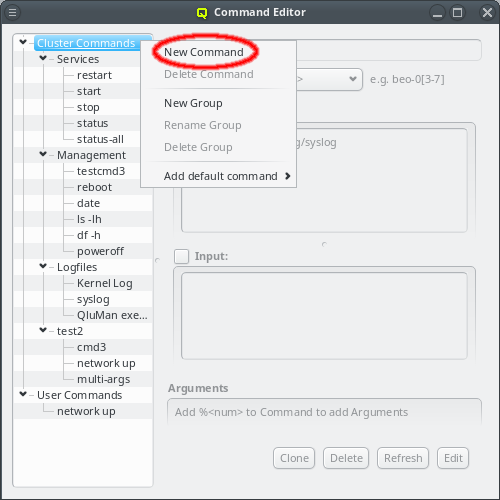 Command Editor
Cluster Commands
Services
restart
start
stop
status
status-all
Management
testcmd3
reboot
date
ls -lh
df -h
poweroff
Logfiles
Kernel Log
syslog
QluMan exe...
test2
cmd3
network up
multi-args
User Commands
network up
New Command
Delete Command
New Group
Rename Group
Delete Group
Add default command
> e.g. beo-0[3-7]
g/syslog
Input:
Arguments
Add %<num> to Command to add Arguments
Clone Delete Refresh Edit